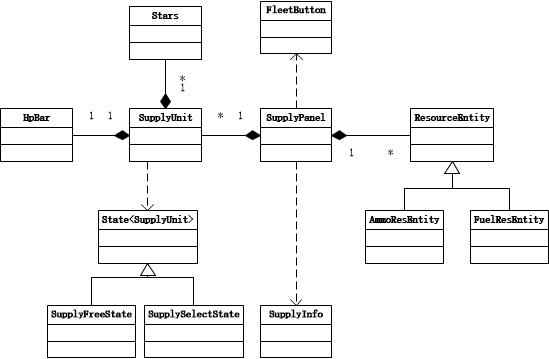 Stars
FleetButton
*
1
HpBar
1 1
SupplyUnit
* 1
SupplyPanel
ResourceEntity
1 *
State<SupplyUnit>
AmmoResEntity
FuelResEntity
SupplyFreeState
SupplySelectState
SupplyInfo